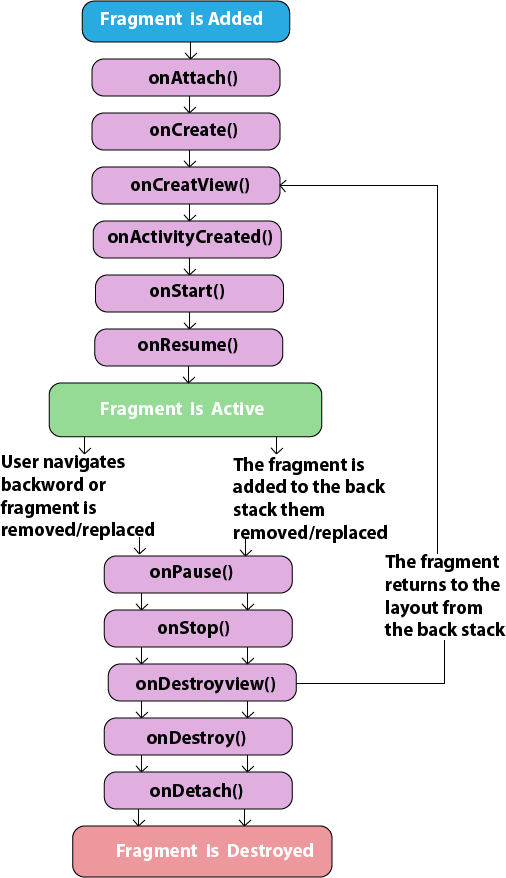 Fragment is Added
onAttach()
onCreate()
onCreatView()
onActivityCreated()
onStart()
onResume()
Fragment is Active
User navigates
backword or
fragment is
removed/replaced
The fragment is
added to the back
stack them
removed/replaced
onPause()
onStop()
onDestroyview()
onDestroy()
onDetach()
Fragment is Destroyed
The fragment
returns to the
layout from
the back stack